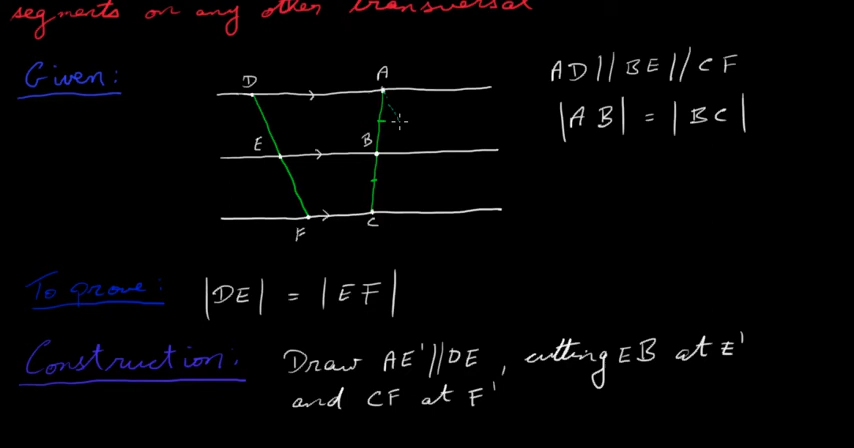 segments on any other transversal
Given:
D A
AD||BE||CF
|AB| = |BC|
E B
F C
To prove:
|DE| = |EF|
Construction:
Draw AE'||DE, cutting EB at E'
and CF at F'